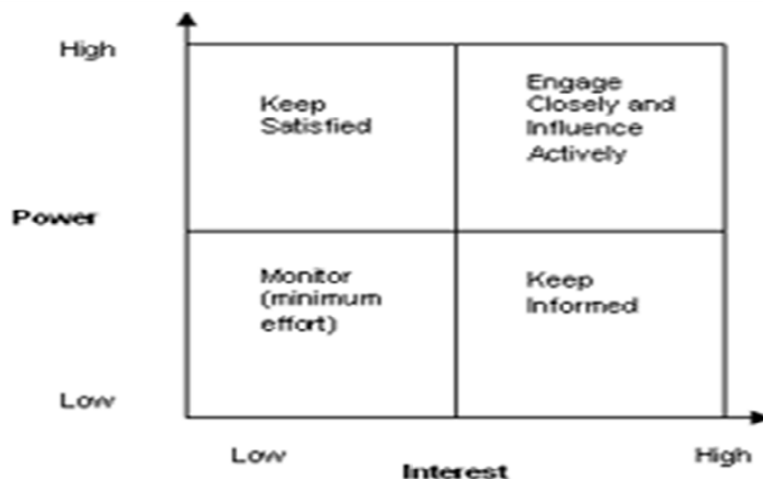 High
Keep
Satisfied
Engage
Closely and
Influence
Actively
Power
Monitor
(minimum
effort)
Keep
Informed
Low
Low
High
Interest